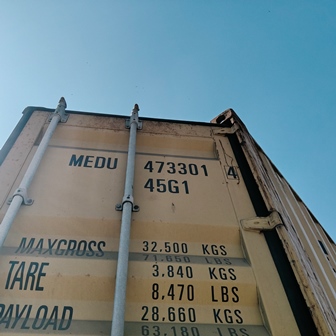 MEDU 473301 4
45G1
MAXGROSS 32.500 KGS
71.650 LBS
TARE 3.840 KGS
8.470 LBS
PAYLOAD 28,660 KGS
63.180 LBS